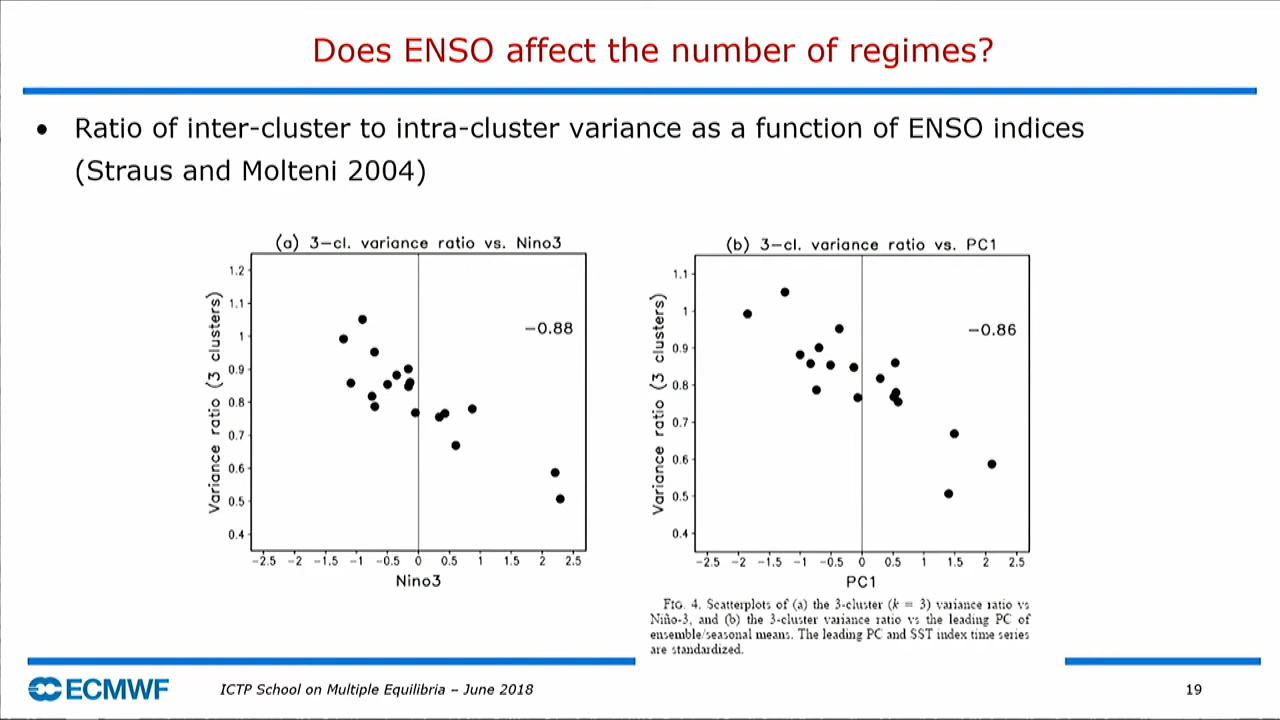 Does ENSO affect the number of regimes?
• Ratio of inter-cluster to intra-cluster variance as a function of ENSO indices
(Straus and Molteni 2004)
(a) 3-cl. variance ratio vs. Nino3
1.2
1.1
1
0.9
0.8
0.7
0.6
0.5
0.4
Variance ratio (3 clusters)
-0.88
-2.5 -2 -1.5 -1 -0.5 0 0.5 1 1.5 2 2.5
Nino3
(b) 3-cl. variance ratio vs. PC1
1.1
1
0.9
0.8
0.7
0.6
0.5
0.4
Variance ratio (3 clusters)
-0.86
-2.5 -2 -1.5 -1 -0.5 0 0.5 1 1.5 2 2.5
PC1
FIG. 4. Scatterplots of (a) the 3-cluster (k = 3) variance ratio vs
Niño-3, and (b) the 3-cluster variance ratio vs the leading PC of
ensemble/seasonal means. The leading PC and SST index time series
are standardized.
ECMWF
ICTP School on Multiple Equilibria – June 2018
19